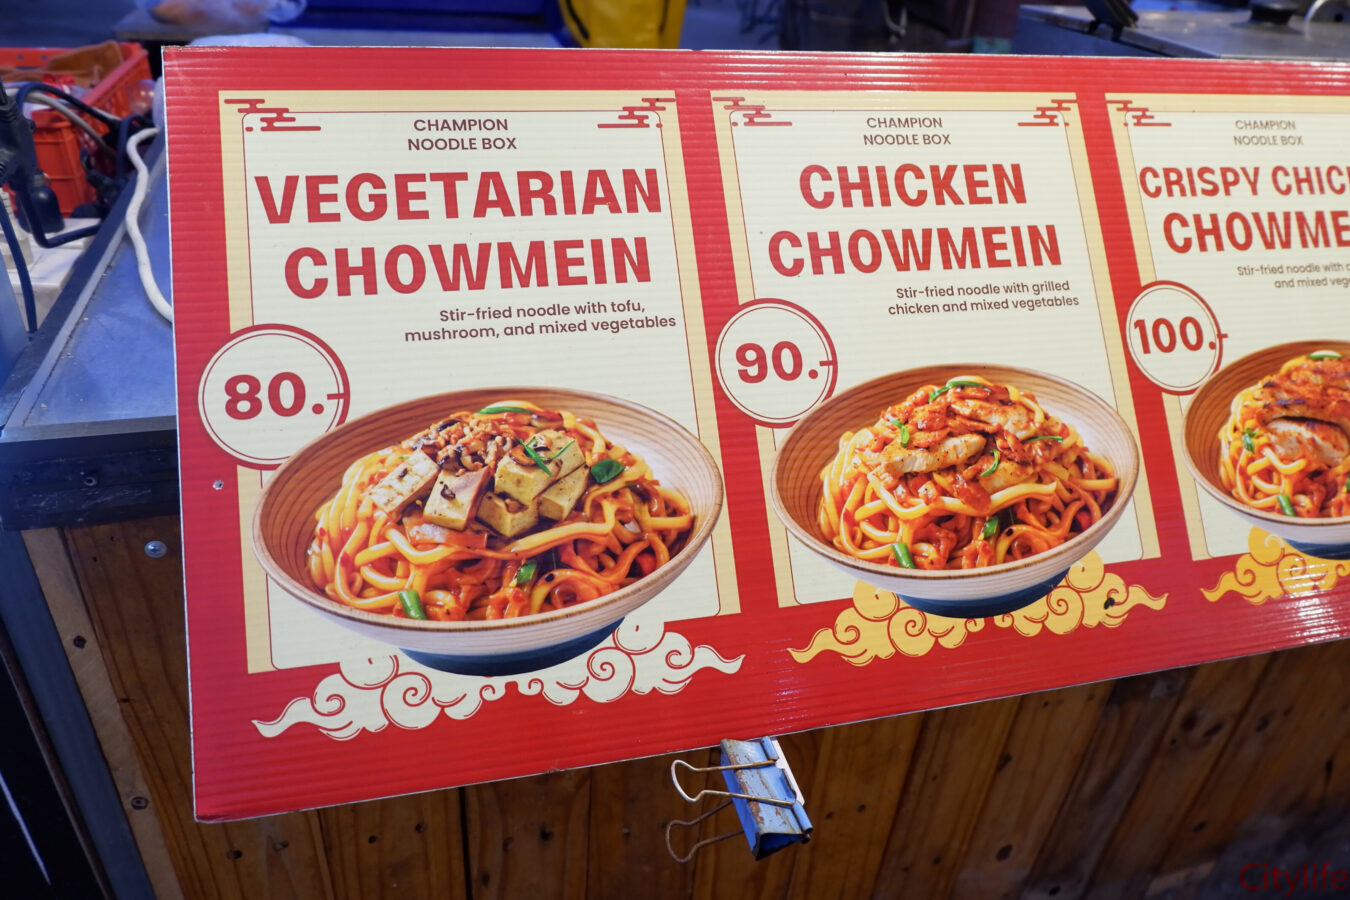 CHAMPION
NOODLE BOX
VEGETARIAN
CHOWMEIN
Stir-fried noodle with tofu,
mushroom, and mixed vegetables
80.-
CHAMPION
NOODLE BOX
CHICKEN
CHOWMEIN
Stir-fried noodle with grilled
chicken and mixed vegetables
90.-
CHAMPION
NOODLE BOX
CRISPY
CHOWME
Stir-fried noodle with
and mixed
100.-
Citylife